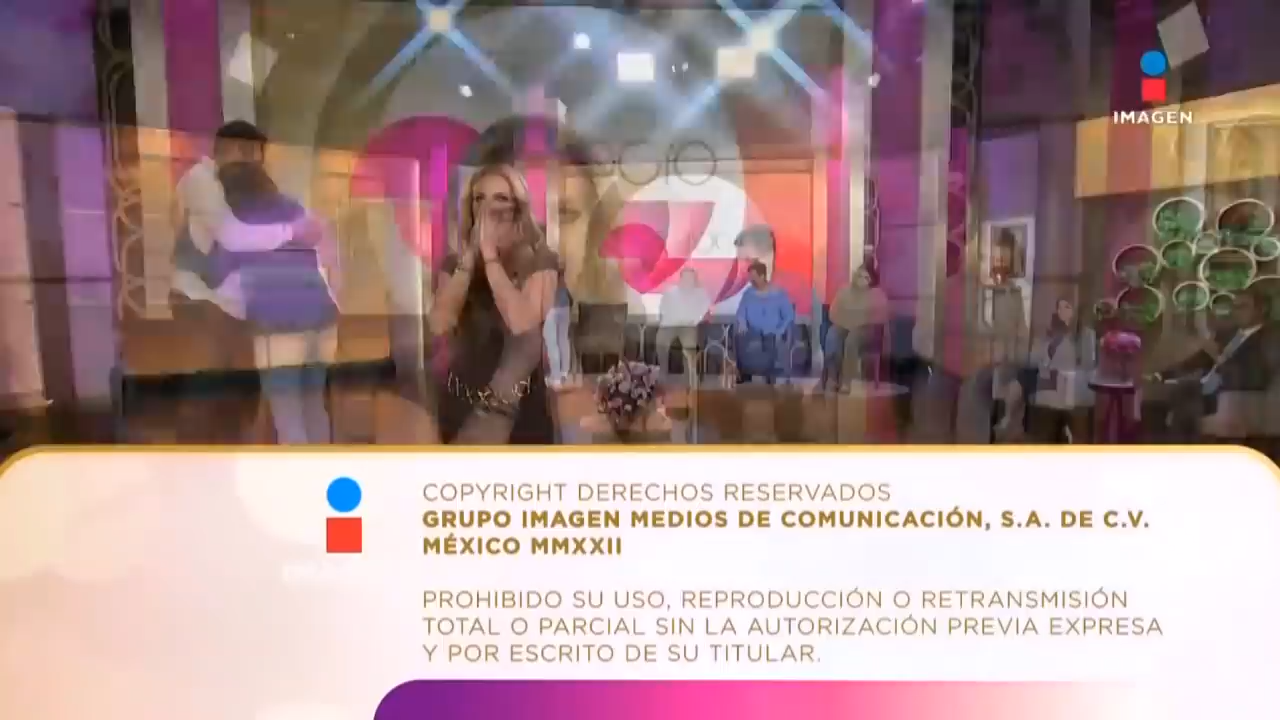 IMAGEN
COPYRIGHT DERECHOS RESERVADOS
GRUPO IMAGEN MEDIOS DE COMUNICACIÓN, S.A. DE C.V.
MÉXICO MMXXII
PROHIBIDO SU USO, REPRODUCCIÓN O RETRANSMISIÓN
TOTAL O PARCIAL SIN LA AUTORIZACIÓN PREVIA EXPRESA
Y POR ESCRITO DE SU TITULAR.